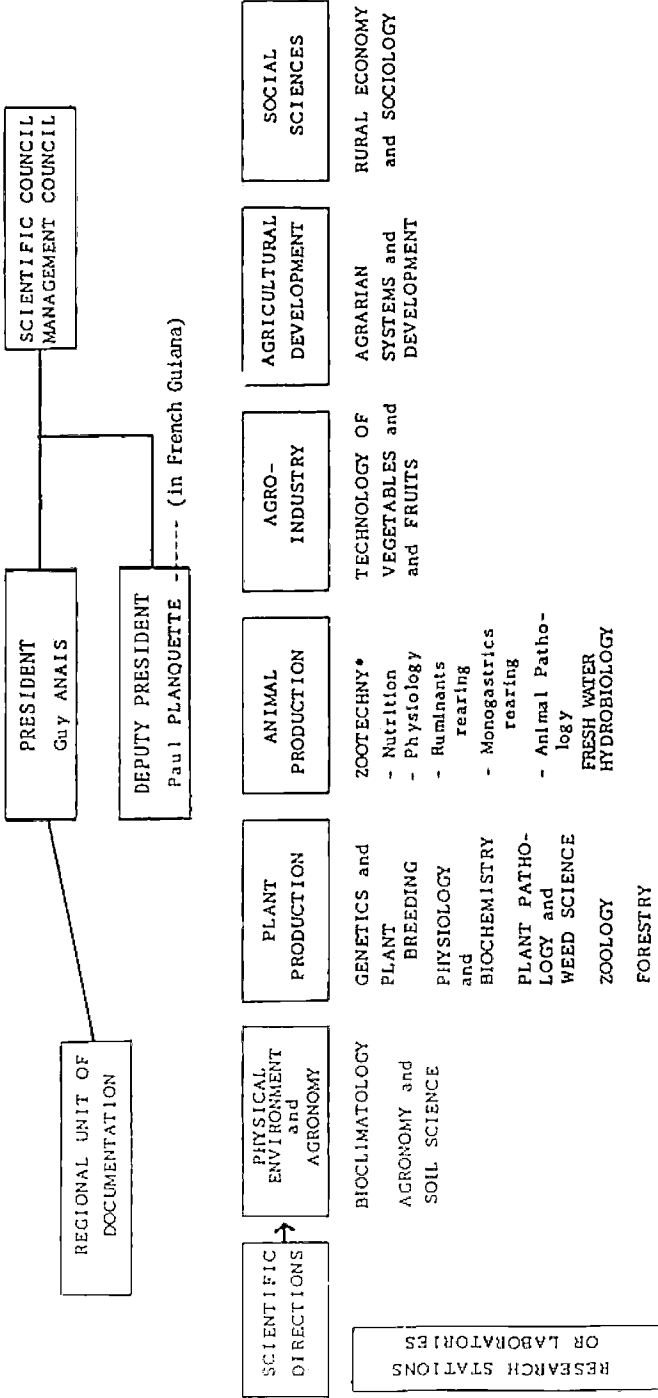 PRESIDENT
Guy ANAIS
SCIENTIFIC COUNCIL
MANAGEMENT COUNCIL
REGIONAL UNIT OF
DOCUMENTATION
DEPUTY PRESIDENT
Paul PLANQUETTE ----- (in French Guiana)
SCIENTIFIC
DIRECTIONS
PHYSICAL
ENVIRONMENT
and
AGRONOMY
PLANT
PRODUCTION
ANIMAL
PRODUCTION
AGRO-
INDUSTRY
AGRICULTURAL
DEVELOPMENT
SOCIAL
SCIENCES
RESEARCH STATIONS
OR LABORATORIES
BIOCLIMATOLOGY
AGRONOMY and
SOIL SCIENCE
GENETICS and
PLANT
BREEDING
PHYSIOLOGY
and
BIOCHEMISTRY
PLANT PATHO-
LOGY and
WEED SCIENCE
ZOOLOGY
FORESTRY
ZOOTECHNY*
- Nutrition
- Physiology
- Ruminants
rearing
- Monogastrics
rearing
- Animal Patho-
logy
FRESH WATER
HYDROBIOLOGY
TECHNOLOGY OF
VEGETABLES and
and FRUITS
AGRARIAN
SYSTEMS and
DEVELOPMENT
RURAL ECONOMY
and SOCIOLOGY